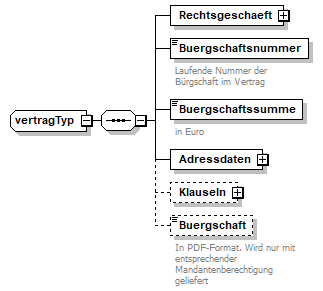 Rechtsgeschaeft
Buergschaftsnummer
Laufende Nummer der
Bürgschaft im Vertrag
Buergschaftssumme
in Euro
vertragTyp
Adressdaten
Klauseln
Buergschaft
In PDF-Format. Wird nur mit
entsprechender
Mandantenberechtigung
geliefert